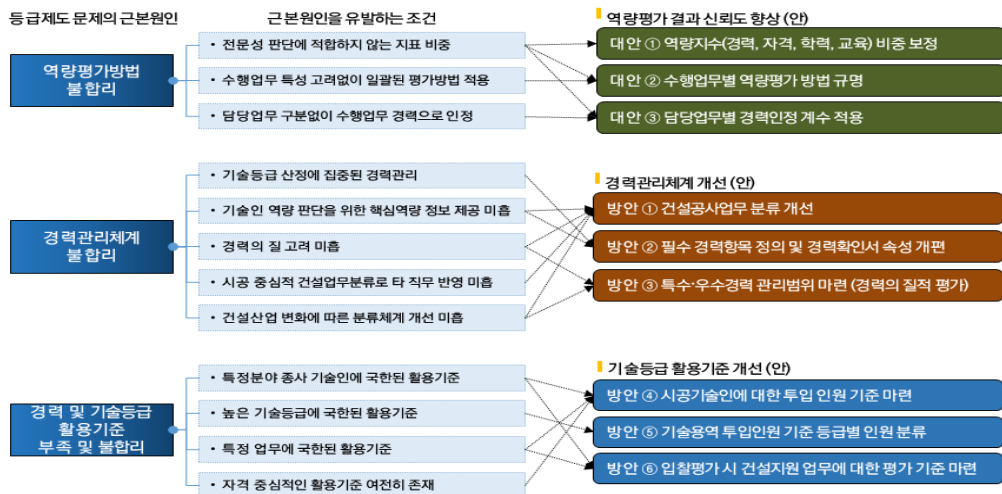 등급제도 문제의 근본원인
근본원인을 유발하는 조건
역량평가 결과 신뢰도 향상 (안)
역량평가방법
불합리
• 전문성 판단에 적합하지 않는 지표 비중
• 수행업무 특성 고려없이 일괄된 평가방법 적용
• 담당업무 구분없이 수행업무 경력으로 인정
대안 ① 역량지수(경력, 자격, 학력, 교육) 비중 보정
대안 ② 수행업무별 역량평가 방법 규명
대안 ③ 담당업무별 경력인정 계수 적용
경력관리체계
불합리
• 기술등급 산정에 집중된 경력관리
• 기술인 역량 판단을 위한 핵심역량 정보 제공 미흡
• 경력의 질 고려 미흡
• 시공 중심적 건설업무분류로 타 직무 반영 미흡
• 건설산업 변화에 따른 분류체계 개선 미흡
경력관리체계 개선 (안)
방안 ① 건설공사업무 분류 개선
방안 ② 필수 경력항목 정의 및 경력확인서 속성 개편
방안 ③ 특수·우수경력 관리범위 마련 (경력의 질적 평가)
경력 및 기술등급
활용기준
부족 및 불합리
• 특정분야 종사 기술인에 국한된 활용기준
• 높은 기술등급에 국한된 활용기준
• 특정 업무에 국한된 활용기준
• 자격 중심적인 활용기준 여전히 존재
기술등급 활용기준 개선 (안)
방안 ④ 시공기술인에 대한 투입 인원 기준 마련
방안 ⑤ 기술용역 투입인원 기준 등급별 인원 분류
방안 ⑥ 입찰평가 시 건설지원 업무에 대한 평가 기준 마련